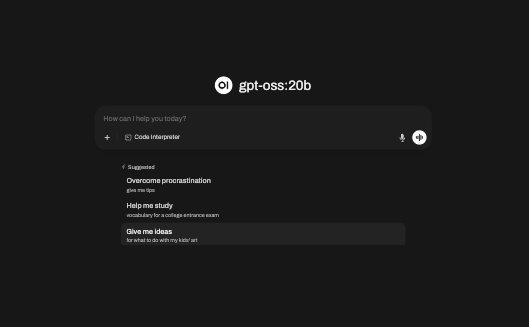 OI gpt-oss:20b
How can I help you today?
Code Interpreter
Suggested
Overcome procrastination
give me tips
Help me study
vocabulary for a college entrance exam
Give me ideas
for what to do with my kids' art